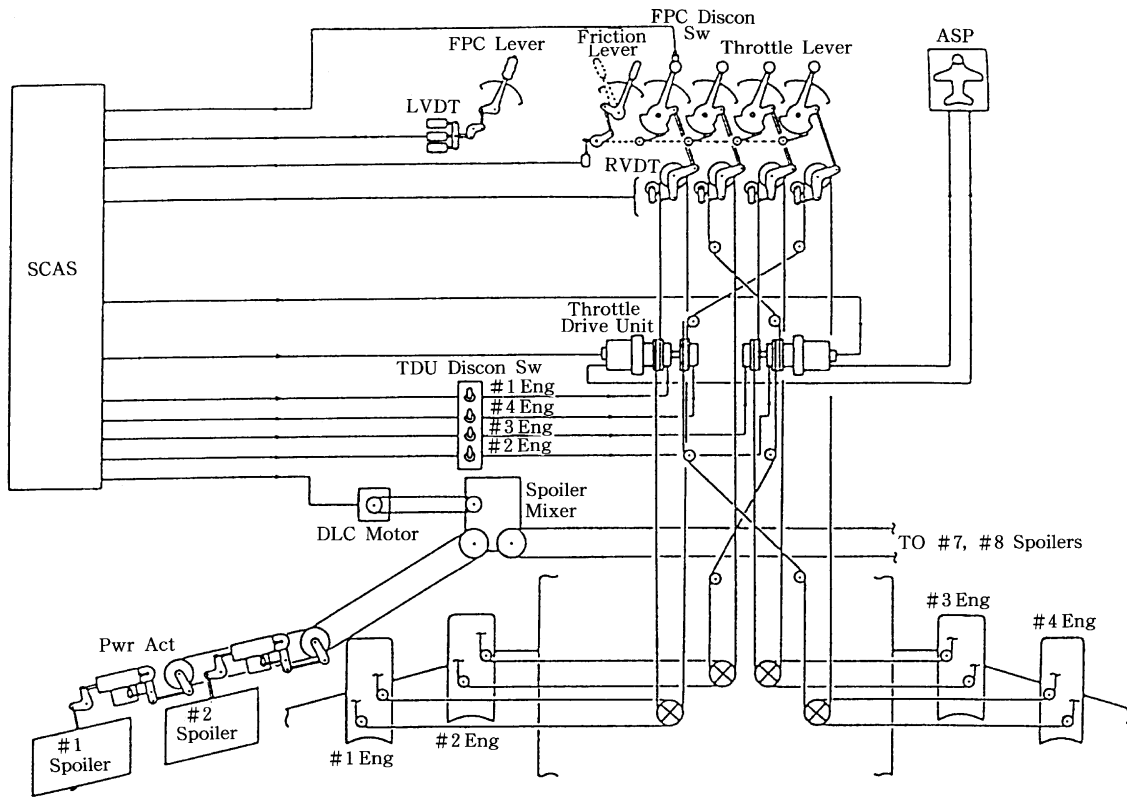 FPC Discon
Sw
FPC Lever
Friction
Lever
Throttle Lever
ASP
LVDT
RVDT
SCAS
Throttle
Drive Unit
TDU Discon Sw
#1 Eng
#4 Eng
#3 Eng
#2 Eng
Spoiler
Mixer
DLC Motor
TO #7, #8 Spoilers
#3 Eng
#4 Eng
Pwr Act
#2
Spoiler
#1
Spoiler
#2 Eng
#1 Eng